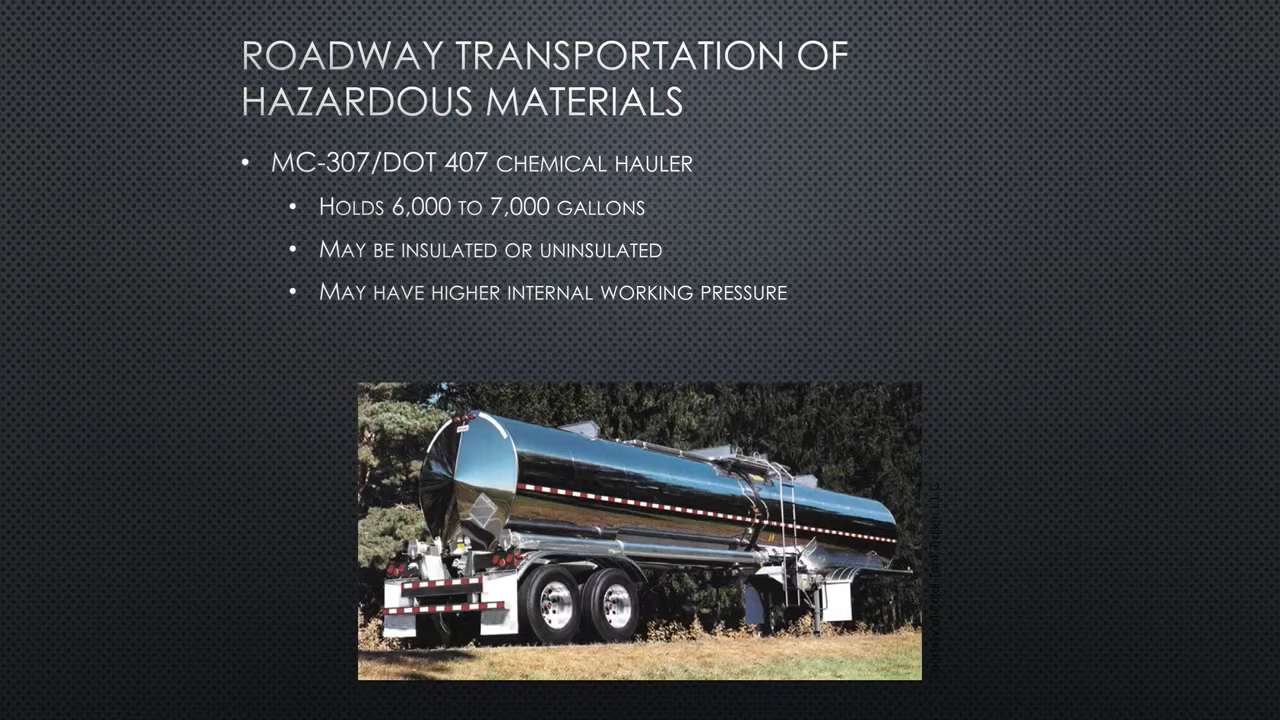 ROADWAY TRANSPORTATION OF
HAZARDOUS MATERIALS
• MC-307/DOT 407 CHEMICAL HAULER
• HOLDS 6,000 TO 7,000 GALLONS
• MAY BE INSULATED OR UNINSULATED
• MAY HAVE HIGHER INTERNAL WORKING PRESSURE